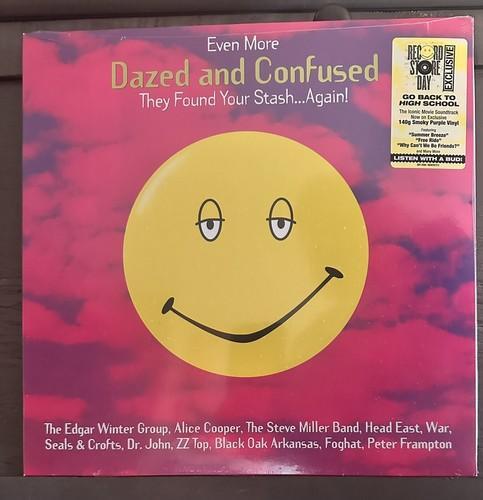 Even More
Dazed and Confused
They Found Your Stash...Again!
RECORD
STORE
DAY
EXCLUSIVE
GO BACK TO
HIGH SCHOOL
The Iconic Movie Soundtrack
Now on Exclusive
140g Smoky Purple Vinyl
Featuring
"Summer Breeze"
"Free Ride"
"Why Can't We Be Friends?"
and Many More
LISTEN WITH A BUD!
The Edgar Winter Group, Alice Cooper, The Steve Miller Band, Head East, War,
Seals & Crofts, Dr. John, ZZ Top, Black Oak Arkansas, Foghat, Peter Frampton